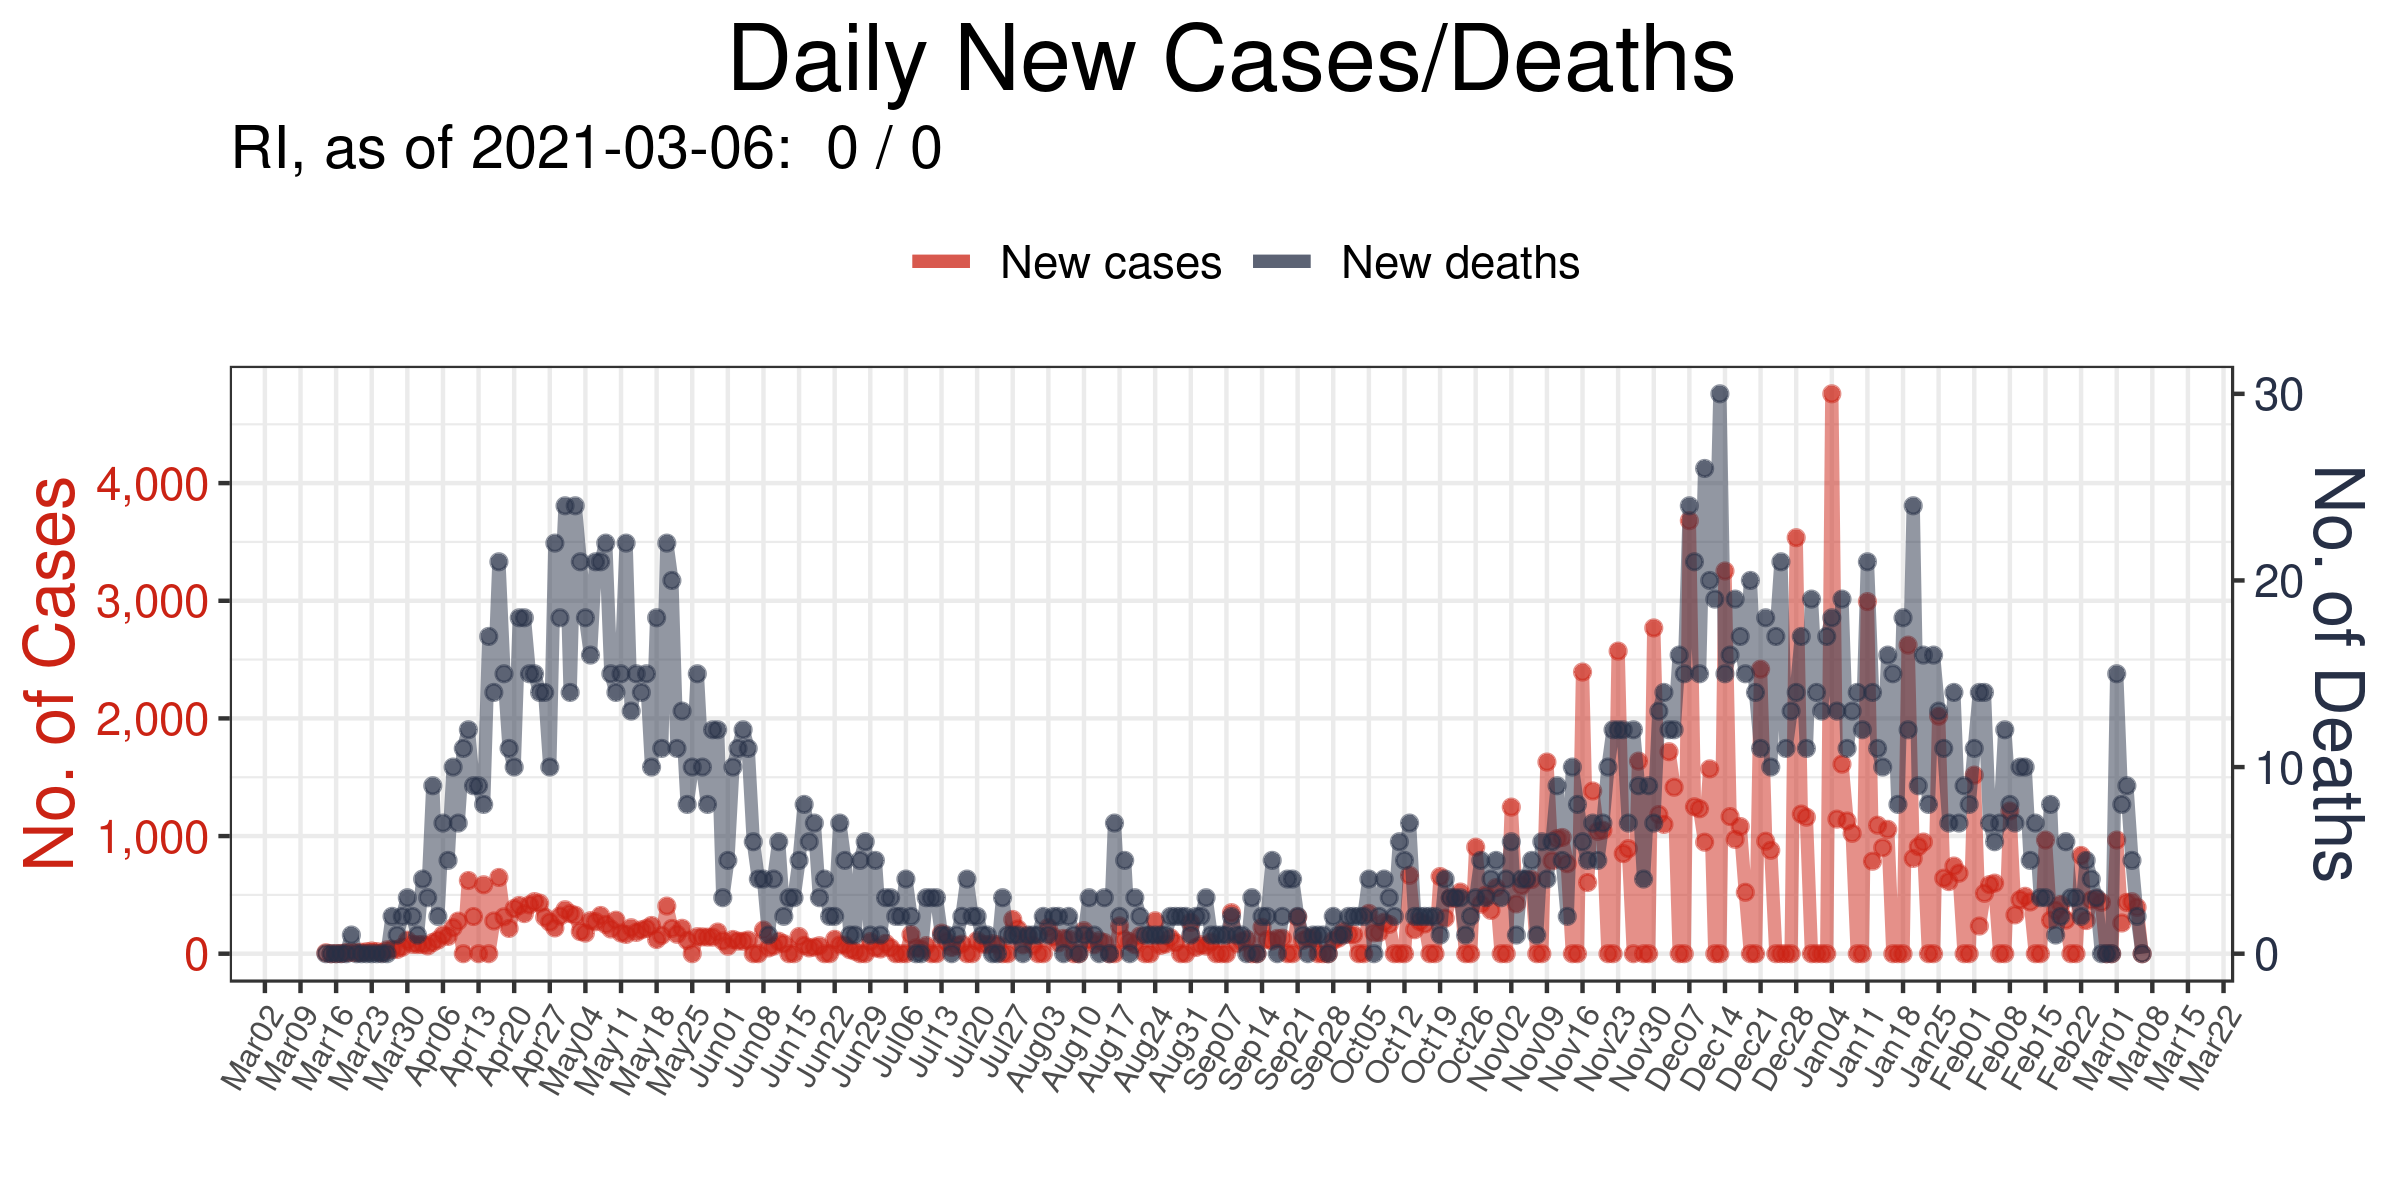 Daily New Cases/Deaths
RI, as of 2021-03-06: 0 / 0
New cases
New deaths
No. of Cases
4,000
3,000
2,000
1,000
0
30
20
10
0
No. of Deaths
Mar02
Mar09
Mar16
Mar23
Mar30
Apr06
Apr13
Apr20
Apr27
May04
May11
May18
May25
Jun01
Jun08
Jun15
Jun22
Jun29
Jul06
Jul13
Jul20
Jul27
Aug03
Aug10
Aug17
Aug24
Aug31
Sep07
Sep14
Sep21
Sep28
Oct05
Oct12
Oct19
Oct26
Nov02
Nov09
Nov16
Nov23
Nov30
Dec07
Dec14
Dec21
Dec28
Jan04
Jan11
Jan18
Jan25
Feb01
Feb08
Feb15
Feb22
Mar01
Mar08
Mar15
Mar22